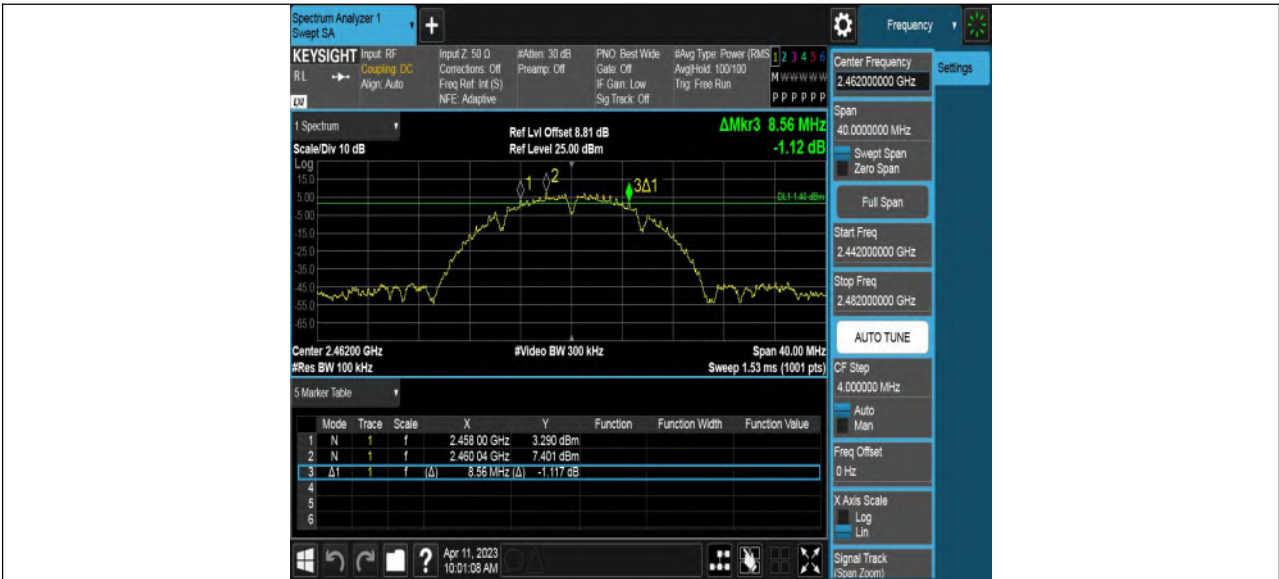 Spectrum Analyzer 1
Swept SA
+
Frequency
KEYSIGHT
RL
LXI
Input: RF
Coupling: DC
Align: Auto
Input Z: 50 Ω
Corrections: Off
Freq Ref: Int (S)
NFE: Adaptive
#Atten: 30 dB
Preamp: Off
PNO: Best Wide
Gate: Off
IF Gain: Low
Sig Track: Off
#Avg Type: Power (RMS
Avg|Hold: 100/100
Trig: Free Run
1 2 3 4 5 6
M W W W W W
P P P P P P
Center Frequency
2.462000000 GHz
Settings
Span
40.0000000 MHz
Swept Span
Zero Span
Full Span
Start Freq
2.442000000 GHz
Stop Freq
2.482000000 GHz
AUTO TUNE
CF Step
4.000000 MHz
Auto
Man
Freq Offset
0 Hz
X Axis Scale
Log
Lin
Signal Track
(Span Zoom)
1 Spectrum
Scale/Div 10 dB
Ref Lvl Offset 8.81 dB
Ref Level 25.00 dBm
ΔMkr3 8.56 MHz
-1.12 dB
Log
15.0
5.00
-5.00
-15.0
-25.0
-35.0
-45.0
-55.0
-65.0
1
2
3Δ1
Center 2.46200 GHz
#Res BW 100 kHz
#Video BW 300 kHz
Span 40.00 MHz
Sweep 1.53 ms (1001 pts)
5 Marker Table
Mode Trace Scale X Y Function Function Width Function Value
1 N 1 f 2.458 00 GHz 3.290 dBm
2 N 1 f 2.460 04 GHz 7.401 dBm
3 Δ1 1 f (Δ) 8.56 MHz (Δ) -1.117 dB
4
5
6
?
Apr 11, 2023
10:01:08 AM